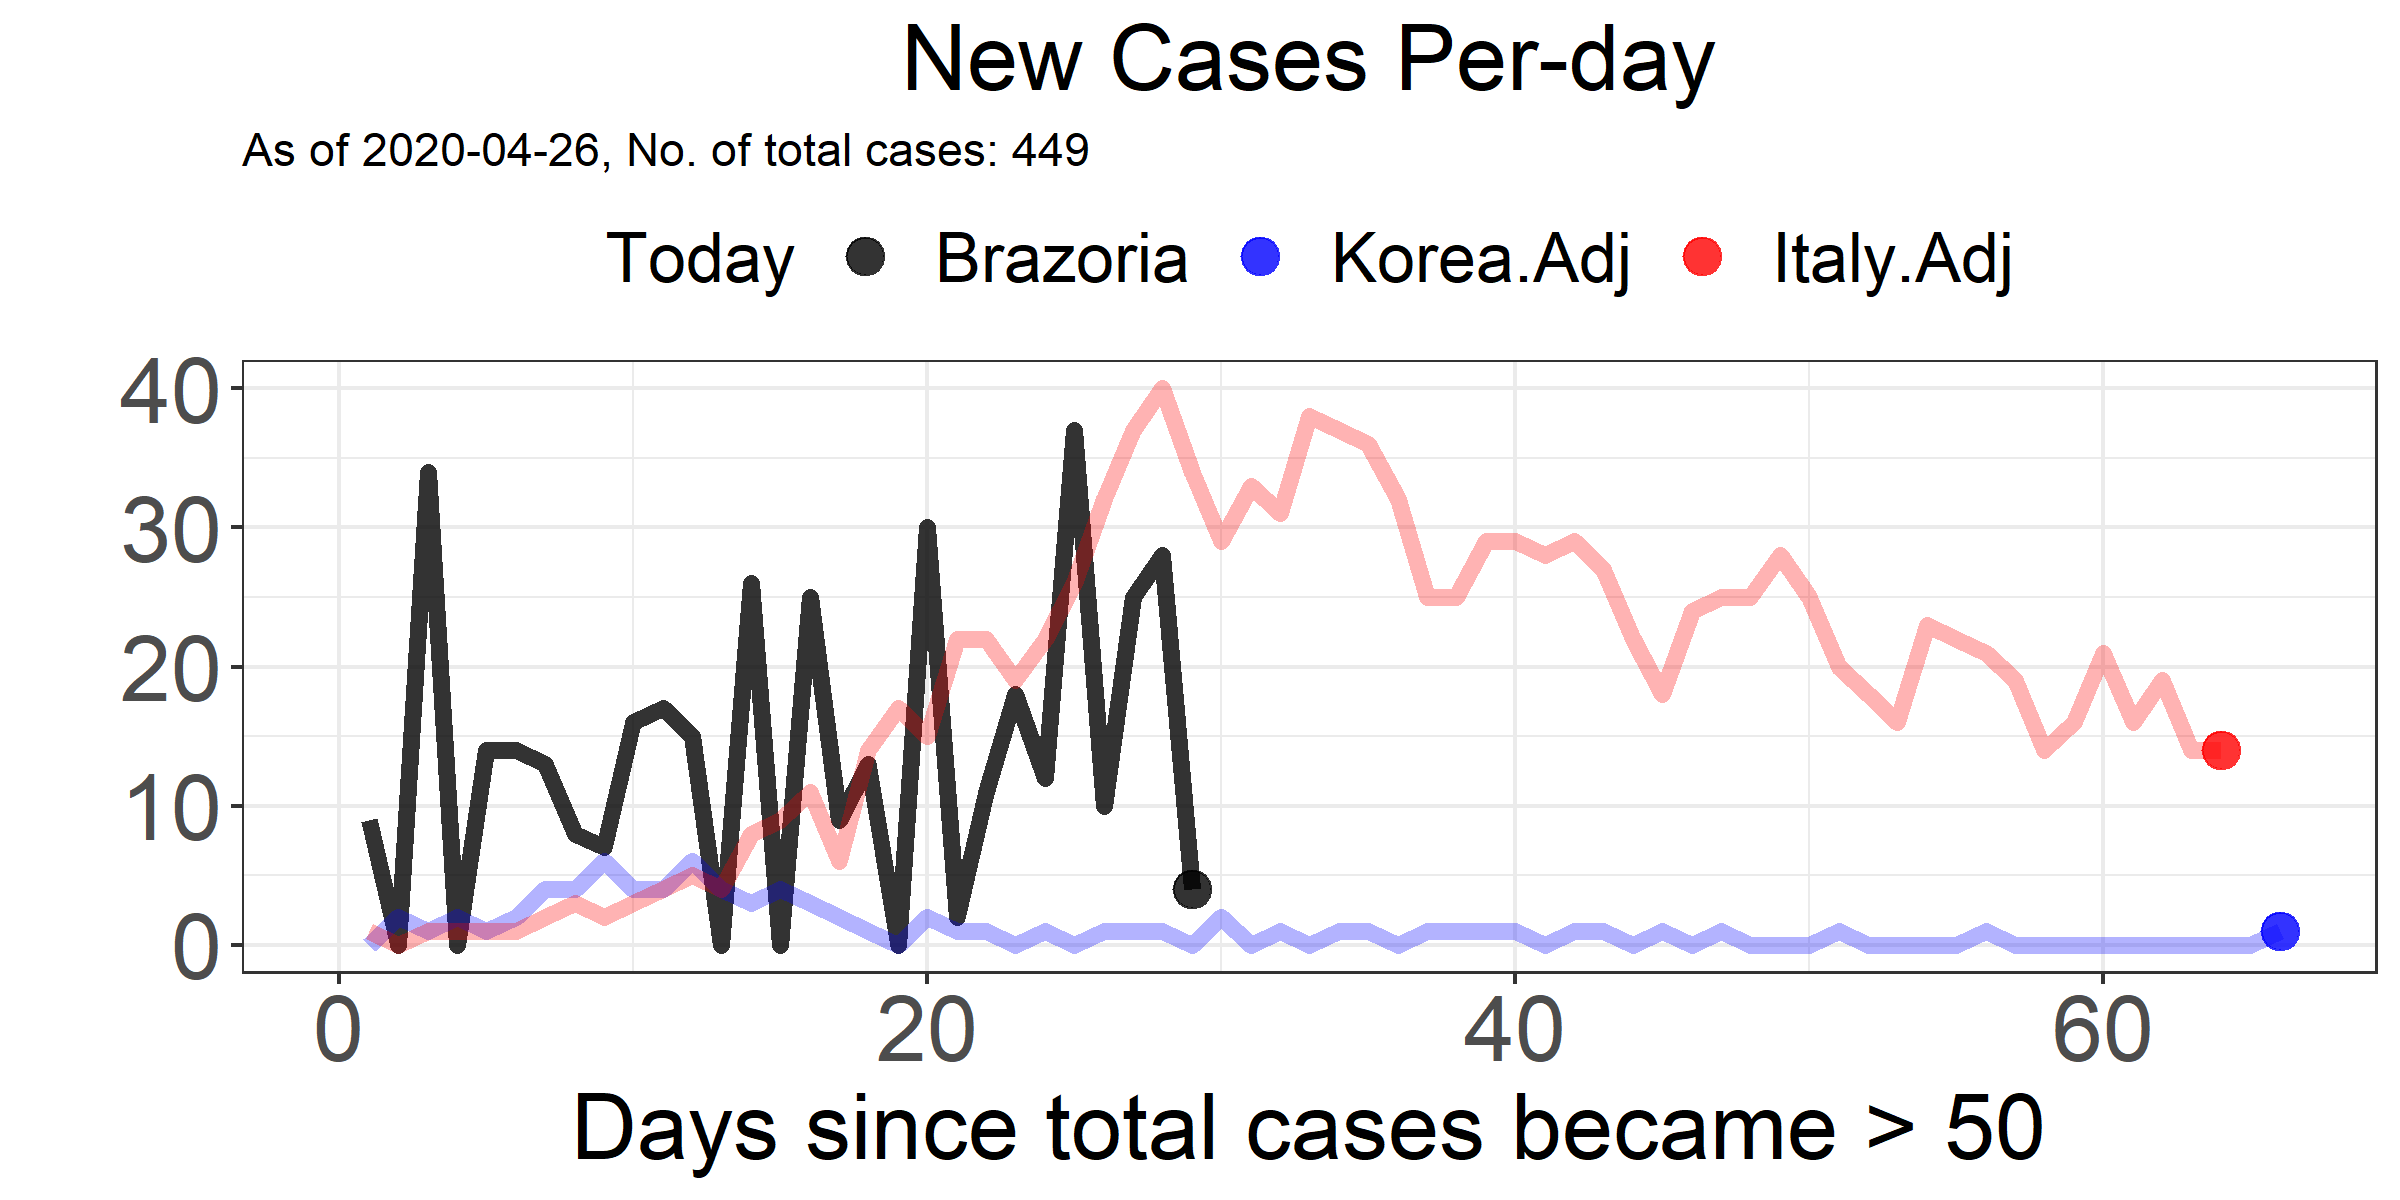 New Cases Per-day
As of 2020-04-26, No. of total cases: 449
Today Brazoria Korea.Adj Italy.Adj
40
30
20
10
0
0 20 40 60
Days since total cases became > 50